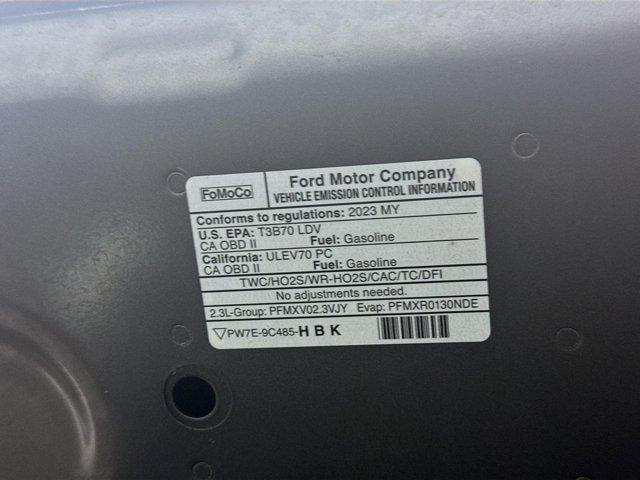 FoMoCo
Ford Motor Company
VEHICLE EMISSION CONTROL INFORMATION
Conforms to regulations: 2023 MY
U.S. EPA: T3B70 LDV
CA OBD II Fuel: Gasoline
California: ULEV70 PC
CA OBD II Fuel: Gasoline
TWC/HO2S/WR-HO2S/CAC/TC/DFI
No adjustments needed.
2.3L-Group: PFMXV02.3VJY Evap: PFMXR0130NDE
▽PW7E-9C485-HBK